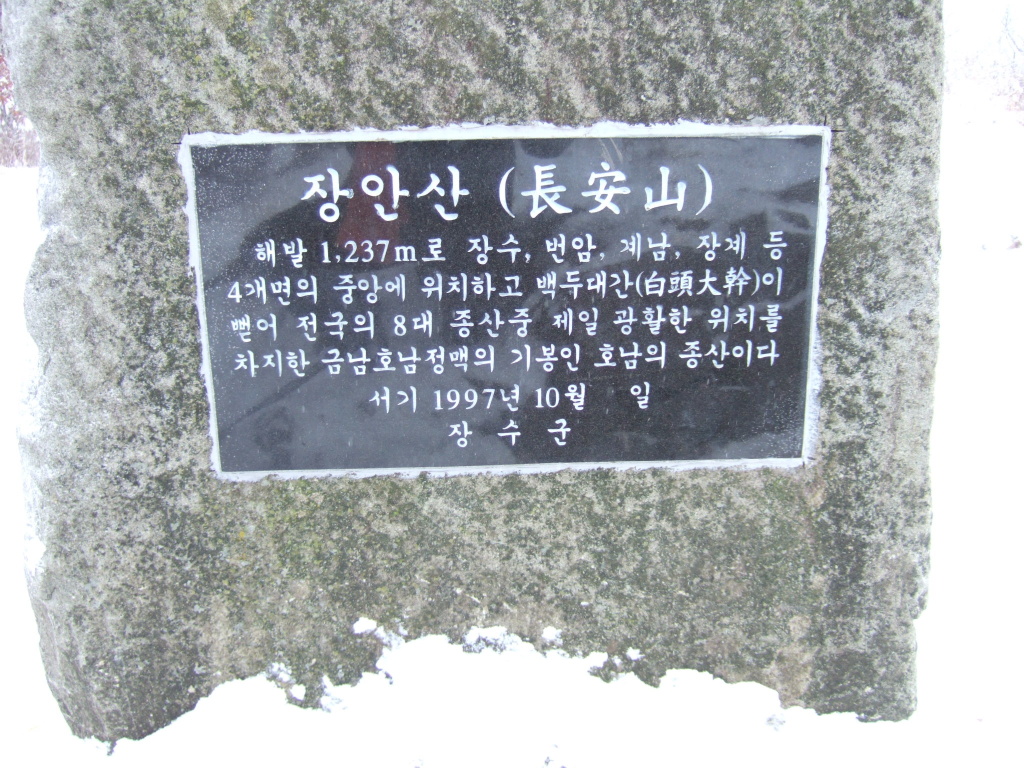 장안산 (長安山)
해발 1,237m로 장수, 번암, 계남, 장계 등
4개면의 중앙에 위치하고 백두대간(白頭大幹)이
뻗어 전국의 8대 종산중 제일 광활한 위치를
차지한 금남호남정맥의 기봉인 호남의 종산이다
서기 1997년 10월 일
장 수 군